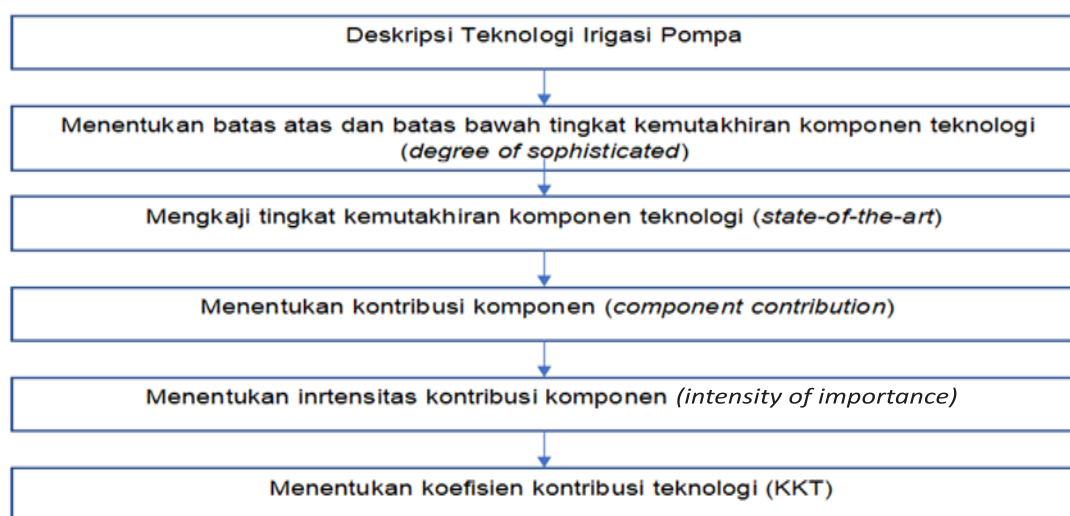 Deskripsi Teknologi Irigasi Pompa
Menentukan batas atas dan batas bawah tingkat kemutakhiran komponen teknologi
(degree of sophisticated)
Mengkaji tingkat kemutakhiran komponen teknologi (state-of-the-art)
Menentukan kontribusi komponen (component contribution)
Menentukan inrtensitas kontribusi komponen (intensity of importance)
Menentukan koefisien kontribusi teknologi (KKT)